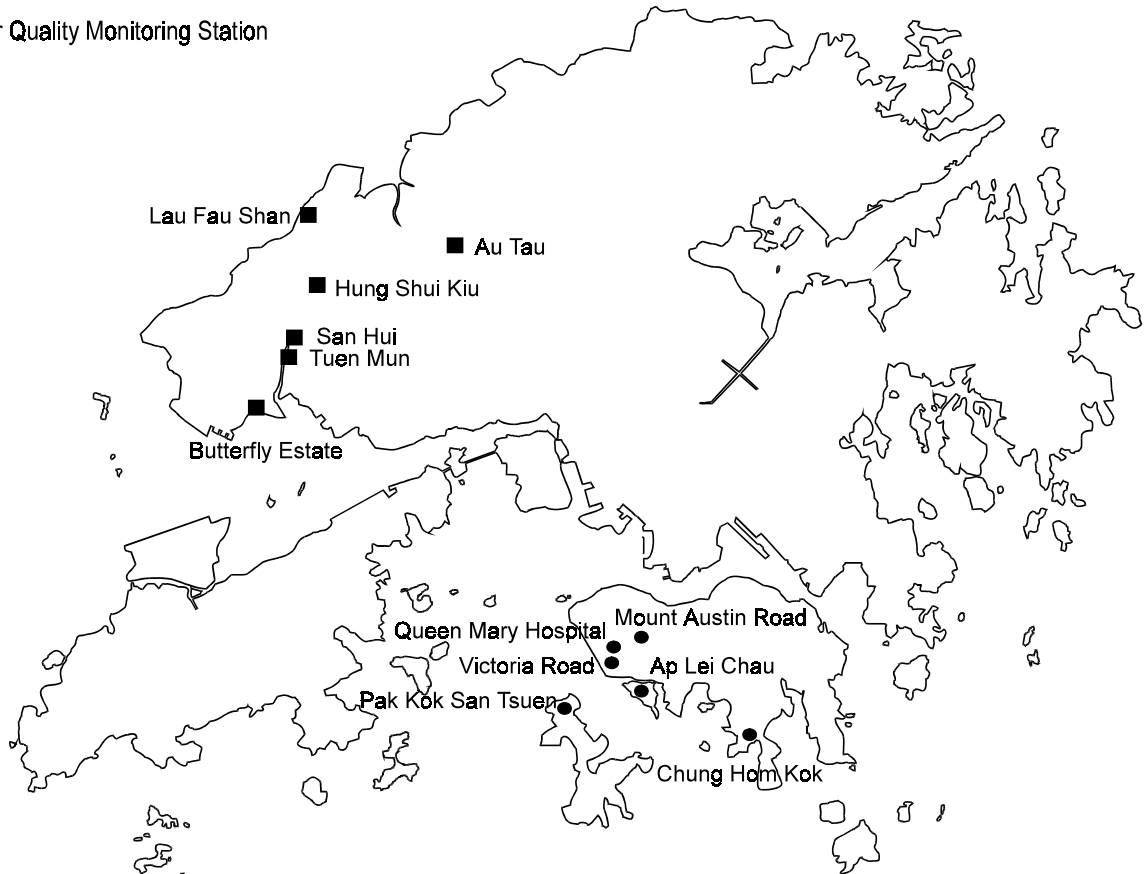 Quality Monitoring Station
Lau Fau Shan
Au Tau
Hung Shui Kiu
San Hui
Tuen Mun
Butterfly Estate
Mount Austin Road
Queen Mary Hospital
Victoria Road
Ap Lei Chau
Pak Kok San Tsuen
Chung Hom Kok